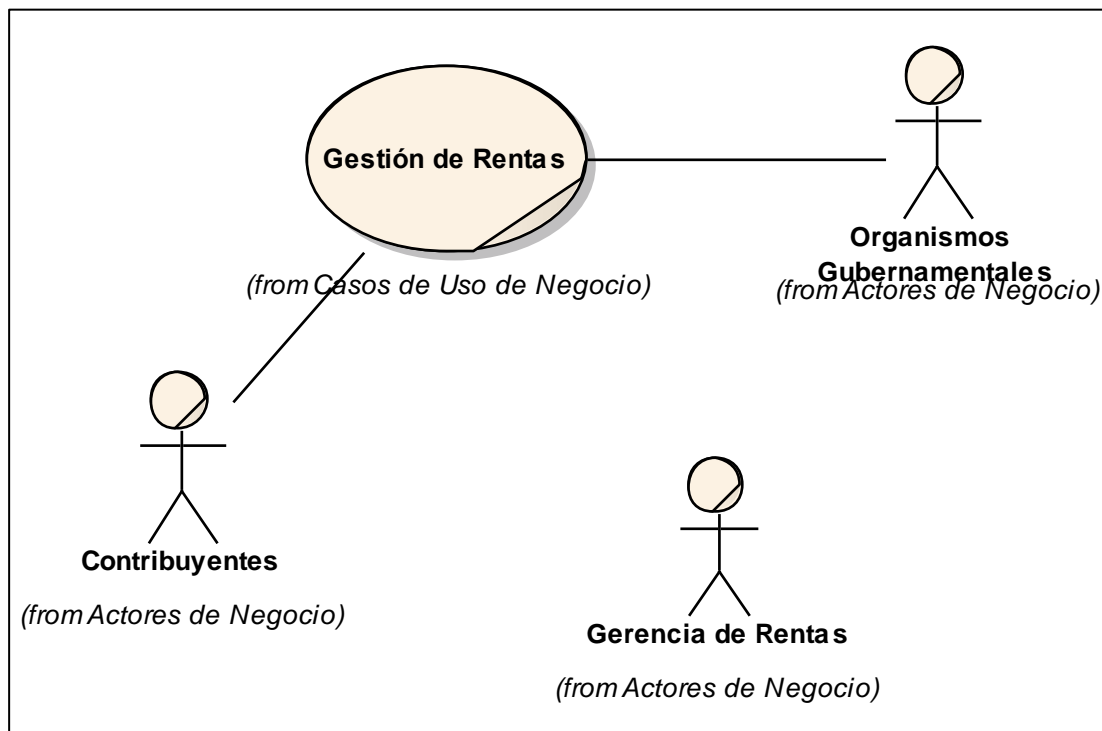 Gestión de Rentas
(from Casos de Uso de Negocio)
Organismos
Gubernamentales
(from Actores de Negocio)
Contribuyentes
(from Actores de Negocio)
Gerencia de Rentas
(from Actores de Negocio)